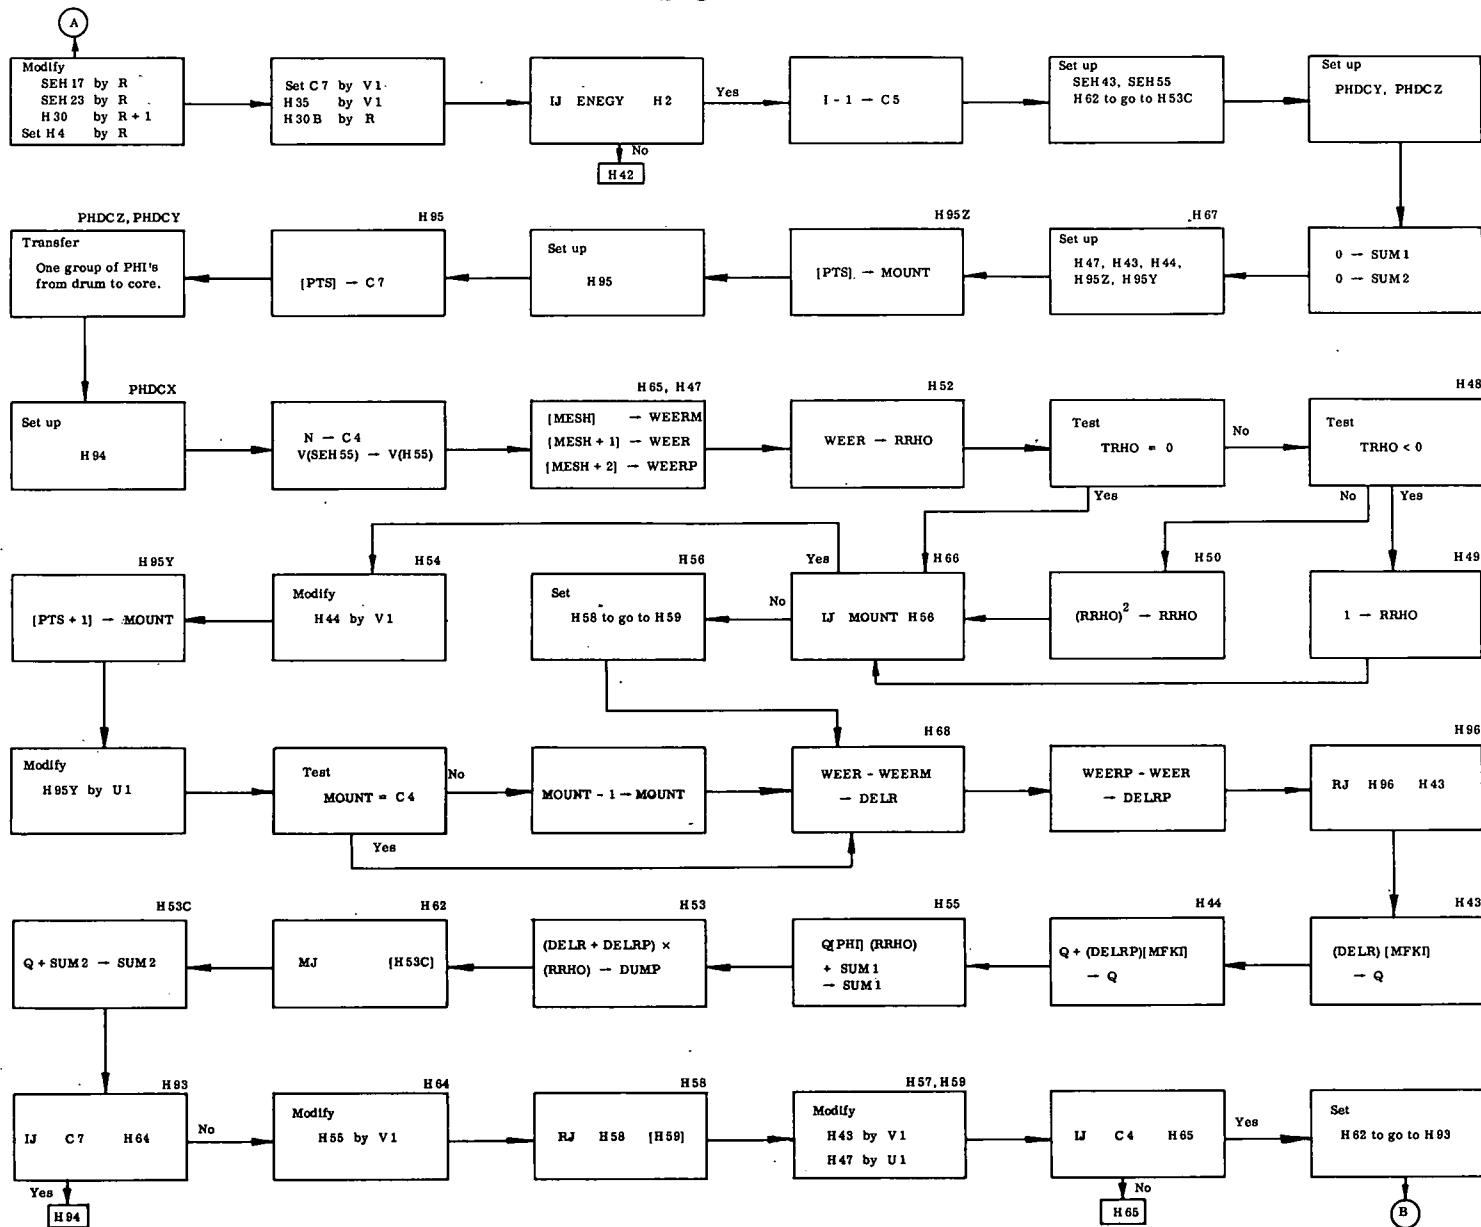 A
Modify
SEH 17 by R
SEH 23 by R
H 30 by R + 1
Set H 4 by R
Set C 7 by V 1
H 35 by V 1
H 30 B by R
IJ ENEGY H 2
Yes
No
H 42
I - 1 → C 5
Set up
SEH 43, SEH 55
H 62 to go to H 53C
Set up
PHDCY, PHDCZ
PHDCZ, PHDCY
Transfer
One group of PHI's
from drum to core.
H 95
[PTS] → C 7
Set up
H 95
H 95Z
[PTS] → MOUNT
H 67
Set up
H 47, H 43, H 44,
H 95Z, H 95Y
0 → SUM 1
0 → SUM 2
PHDCX
Set up
H 94
N → C 4
V(SEH 55) → V(H 55)
H 65, H 47
[MESH] → WEERM
[MESH + 1] → WEER
[MESH + 2] → WEERP
H 52
WEER → RRHO
Test
TRHO = 0
No
Yes
H 48
Test
TRHO < 0
No
Yes
H 95Y
[PTS + 1] → MOUNT
H 54
Modify
H 44 by V 1
H 56
Set
H 58 to go to H 59
No
Yes
H 66
IJ MOUNT H 56
H 50
(RRHO)² → RRHO
H 49
1 → RRHO
Modify
H 95Y by U 1
Test
MOUNT = C 4
No
Yes
MOUNT - 1 → MOUNT
H 68
WEER - WEERM
→ DELR
WEERP - WEER
→ DELRP
H 96
RJ H 96 H 43
H 53C
Q + SUM 2 → SUM 2
H 62
MJ [H 53C]
H 53
(DELR + DELRP) ×
(RRHO) → DUMP
H 55
Q[PHI] (RRHO)
+ SUM 1
→ SUM 1
H 44
Q + (DELRP)[MFKI]
→ Q
H 43
(DELR) [MFKI]
→ Q
H 93
IJ C 7 H 64
No
Yes
H 94
H 64
Modify
H 55 by V 1
H 58
RJ H 58 [H 59]
H 57, H 59
Modify
H 43 by V 1
H 47 by U 1
IJ C 4 H 65
Yes
No
H 65
Set
H 62 to go to H 93
B